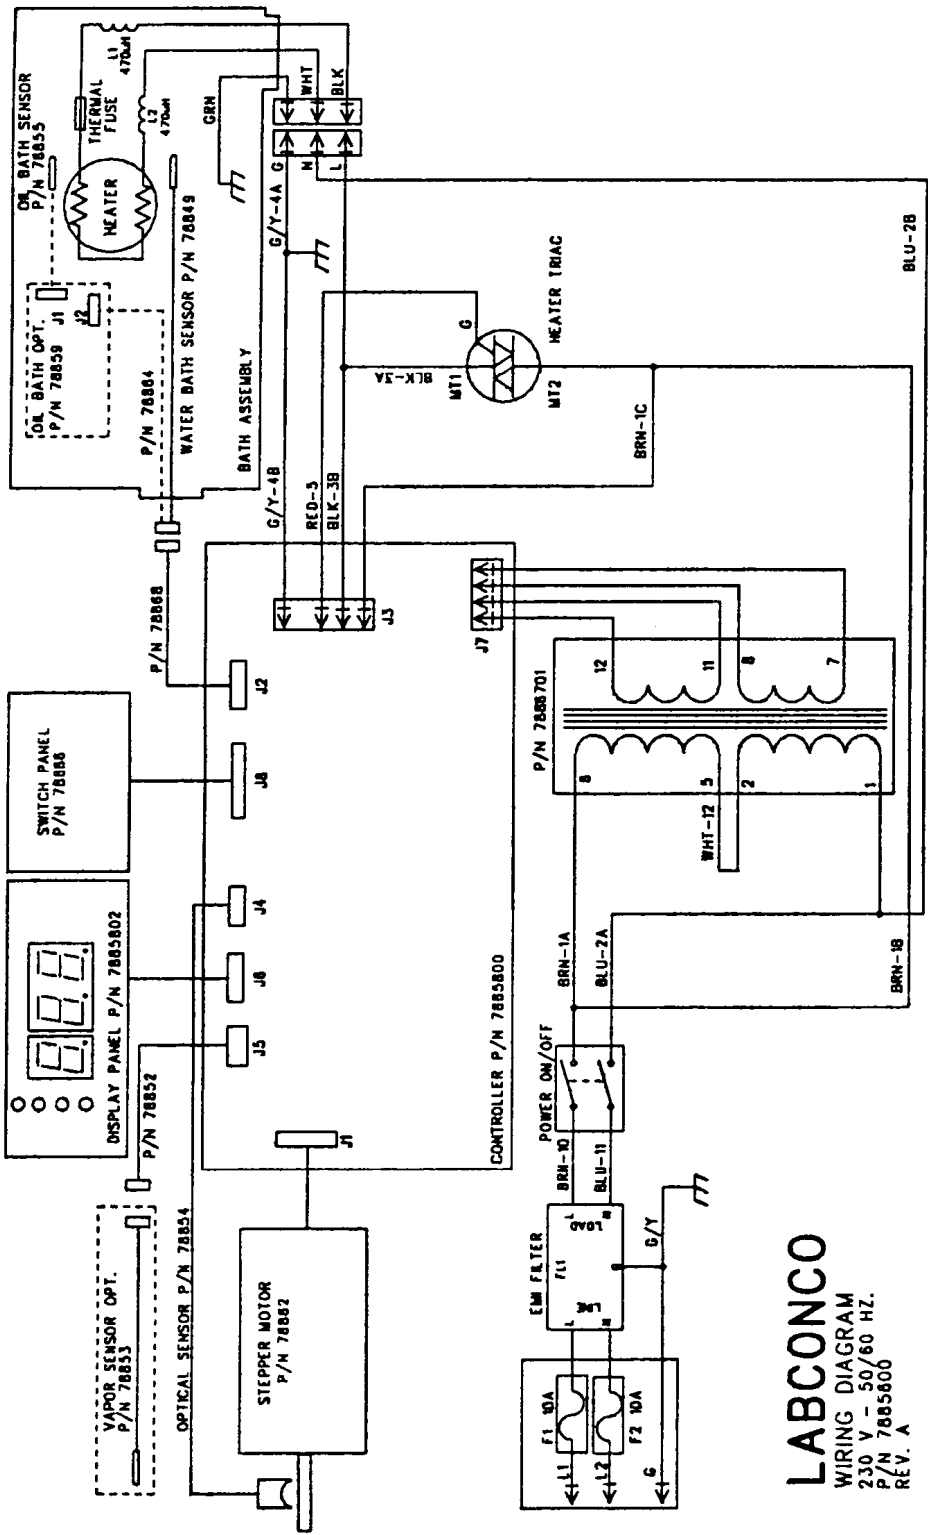 VAPOR SENSOR OPT.
P/N 78853
P/N 78852
DISPLAY PANEL P/N 7885802
SWITCH PANEL
P/N 78886
P/N 78868
OIL BATH OPT.
P/N 78859
J1
J2
P/N 78864
WATER BATH SENSOR P/N 78849
BATH ASSEMBLY
OIL BATH SENSOR
P/N 78855
HEATER
THERMAL
FUSE
L1
470uH
L2
470uH
GRN
WHT
BLK
G
N
L
OPTICAL SENSOR P/N 78854
STEPPER MOTOR
P/N 78882
J1
J5
J6
J4
J8
J2
J3
J7
CONTROLLER P/N 7885800
G/Y-4B
G/Y-4A
RED-5
BLK-3B
BLK-3A
G
MT1
MT2
HEATER TRIAC
BRN-1C
BLU-2B
P/N 7888701
12
11
8
7
8
5
2
1
WHT-12
POWER ON/OFF
BRN-1A
BLU-2A
BRN-1B
BRN-10
BLU-11
EMI FILTER
FL1
LINE
LOAD
L
N
L
N
G/Y
F1 10A
F2 10A
L1
L2
G
LABCONCO
WIRING DIAGRAM
230 V - 50/60 HZ.
P/N 7885600
REV. A